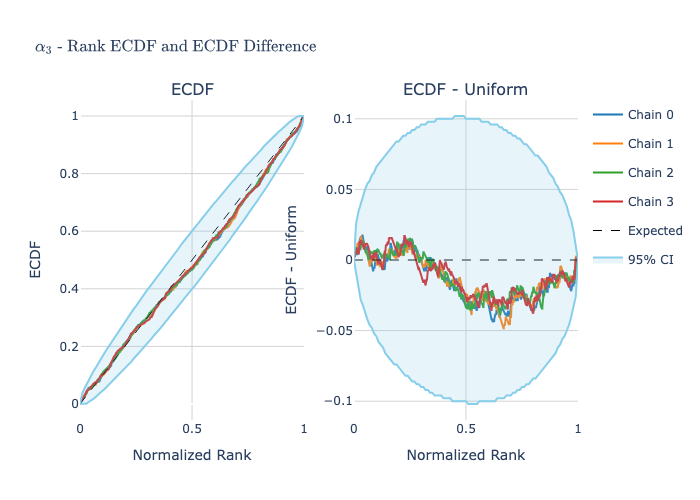 α₃ - Rank ECDF and ECDF Difference
ECDF
ECDF - Uniform
ECDF
1
0.8
0.6
0.4
0.2
0
0
0.5
1
Normalized Rank
ECDF - Uniform
0.1
0.05
0
−0.05
−0.1
0
0.5
1
Normalized Rank
Chain 0
Chain 1
Chain 2
Chain 3
Expected
95% CI